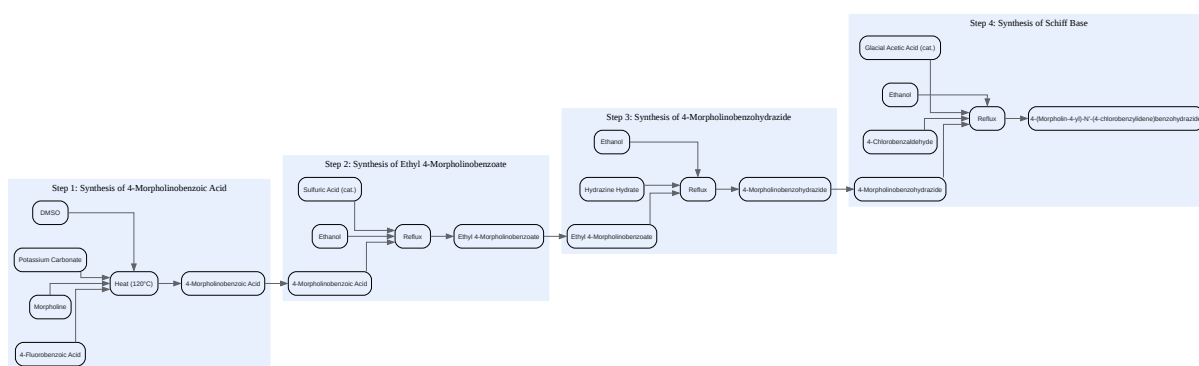 Step 1: Synthesis of 4-Morpholinobenzoic Acid
DMSO
Potassium Carbonate
Morpholine
4-Fluorobenzoic Acid
Heat (120°C)
4-Morpholinobenzoic Acid
Step 2: Synthesis of Ethyl 4-Morpholinobenzoate
Sulfuric Acid (cat.)
Ethanol
4-Morpholinobenzoic Acid
Reflux
Ethyl 4-Morpholinobenzoate
Step 3: Synthesis of 4-Morpholinobenzohydrazide
Ethanol
Hydrazine Hydrate
Ethyl 4-Morpholinobenzoate
Reflux
4-Morpholinobenzohydrazide
Step 4: Synthesis of Schiff Base
Glacial Acetic Acid (cat.)
Ethanol
4-Chlorobenzaldehyde
4-Morpholinobenzohydrazide
Reflux
4-(Morpholin-4-yl)-N'-(4-chlorobenzylidene)benzohydrazide